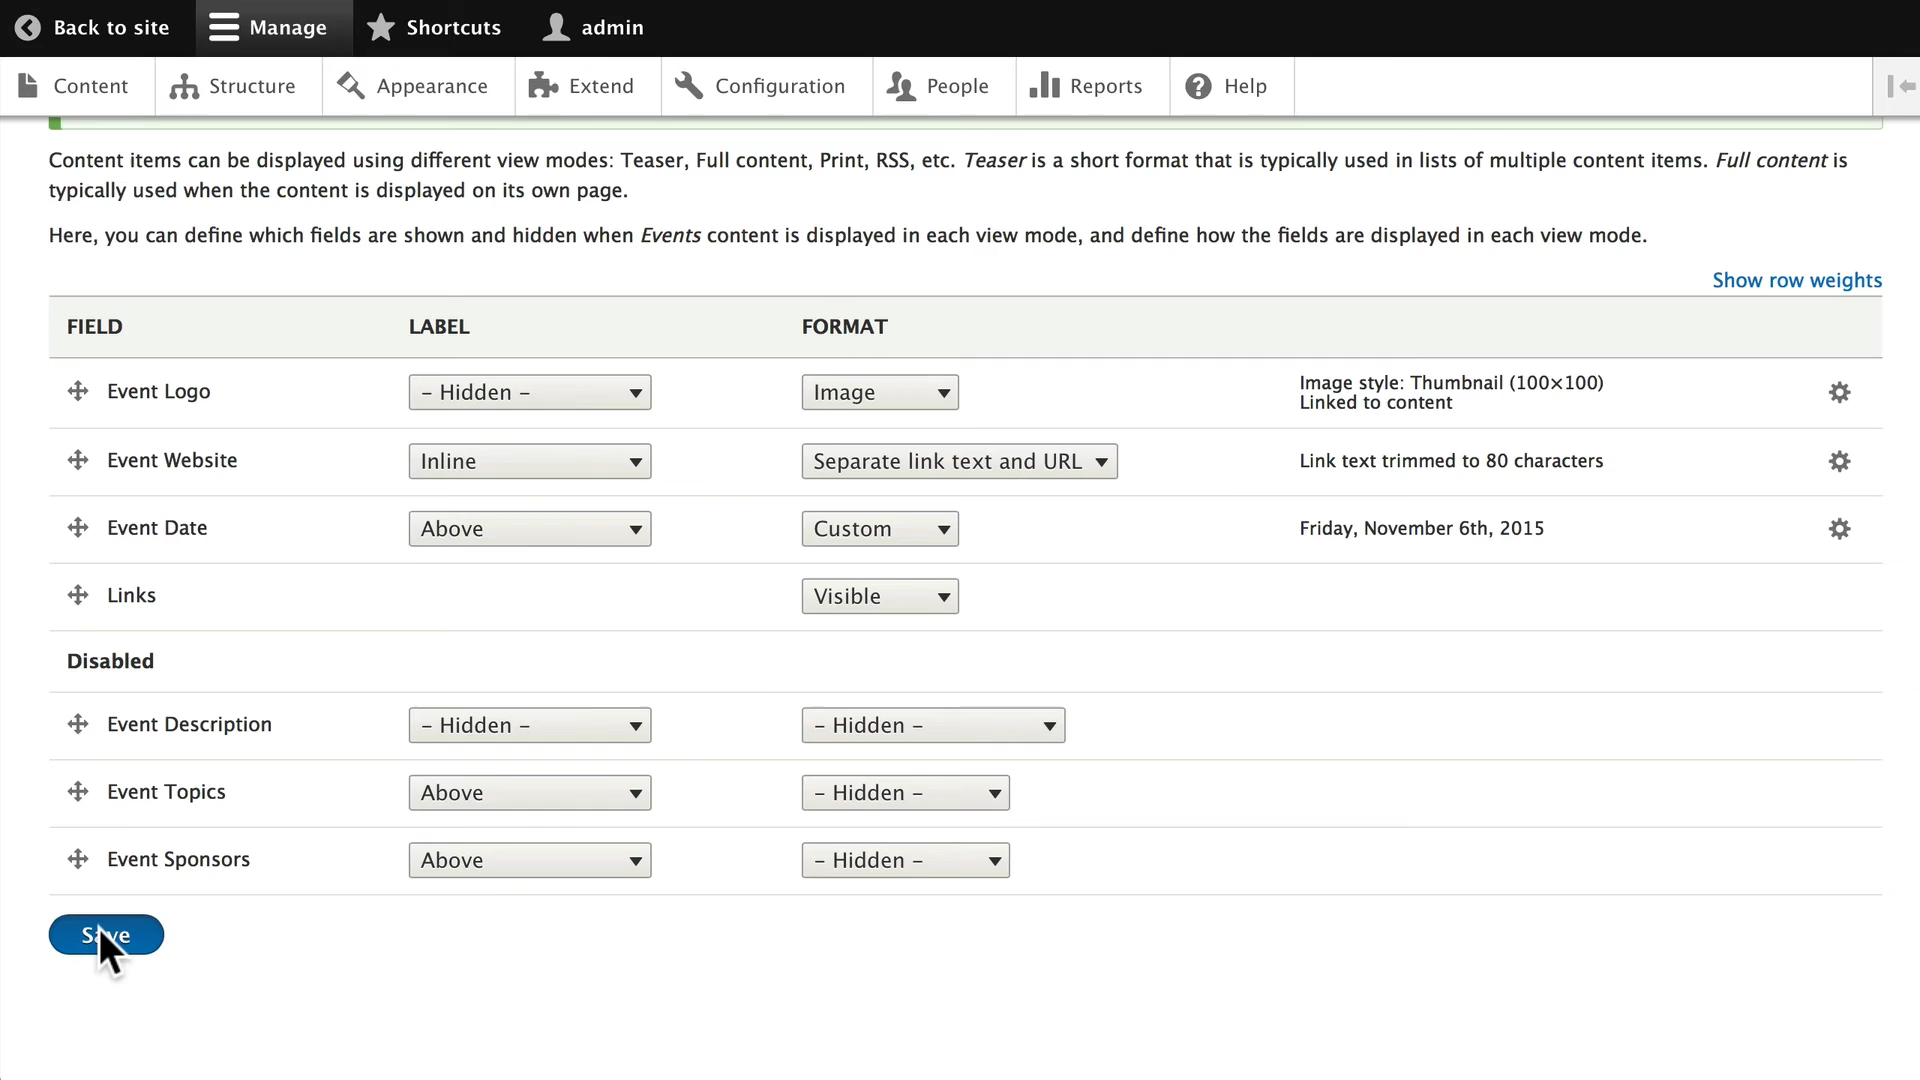 Back to site Manage Shortcuts admin
Content Structure Appearance Extend Configuration People Reports Help
Content items can be displayed using different view modes: Teaser, Full content, Print, RSS, etc. Teaser is a short format that is typically used in lists of multiple content items. Full content is
typically used when the content is displayed on its own page.
Here, you can define which fields are shown and hidden when Events content is displayed in each view mode, and define how the fields are displayed in each view mode.
Show row weights
FIELD LABEL FORMAT
Event Logo - Hidden - Image Image style: Thumbnail (100×100)
Linked to content
Event Website Inline Separate link text and URL Link text trimmed to 80 characters
Event Date Above Custom Friday, November 6th, 2015
Links Visible
Disabled
Event Description - Hidden - - Hidden -
Event Topics Above - Hidden -
Event Sponsors Above - Hidden -
Save